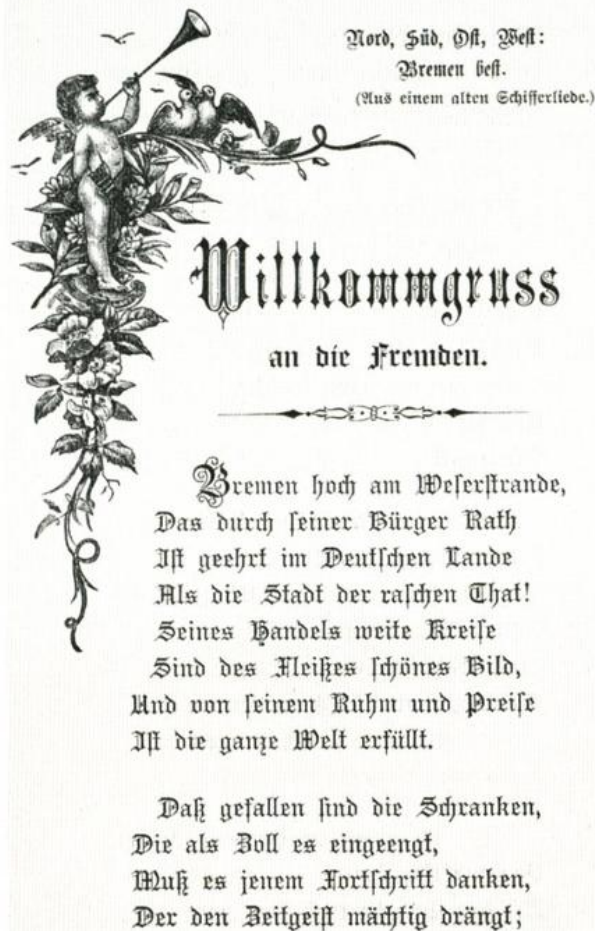 Nord, Süd, Ost, West:
Bremen best.
(Aus einem alten Schifferliede.)
Willkommgruss
an die Fremden.
Bremen hoch am Weserstrande,
Das durch seiner Bürger Rath
Ist geehrt im Deutschen Lande
Als die Stadt der raschen That!
Seines Handels weite Kreise
Sind des Fleißes schönes Bild,
Und von seinem Ruhm und Preise
Ist die ganze Welt erfüllt.
Daß gefallen sind die Schranken,
Die als Zoll es eingeengt,
Muß es jenem Fortschritt danken,
Der den Zeitgeist mächtig drängt;